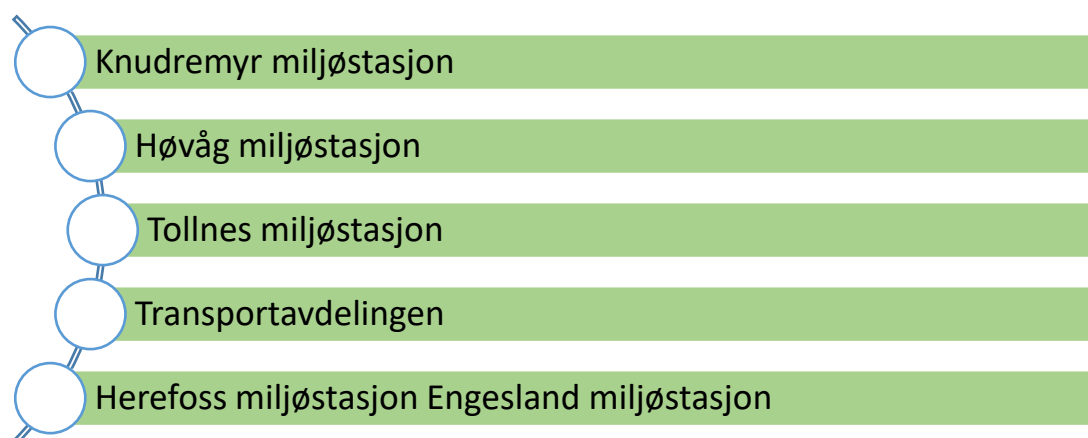 Knudremyr miljøstasjon
Høvåg miljøstasjon
Tollnes miljøstasjon
Transportavdelingen
Herefoss miljøstasjon Engesland miljøstasjon